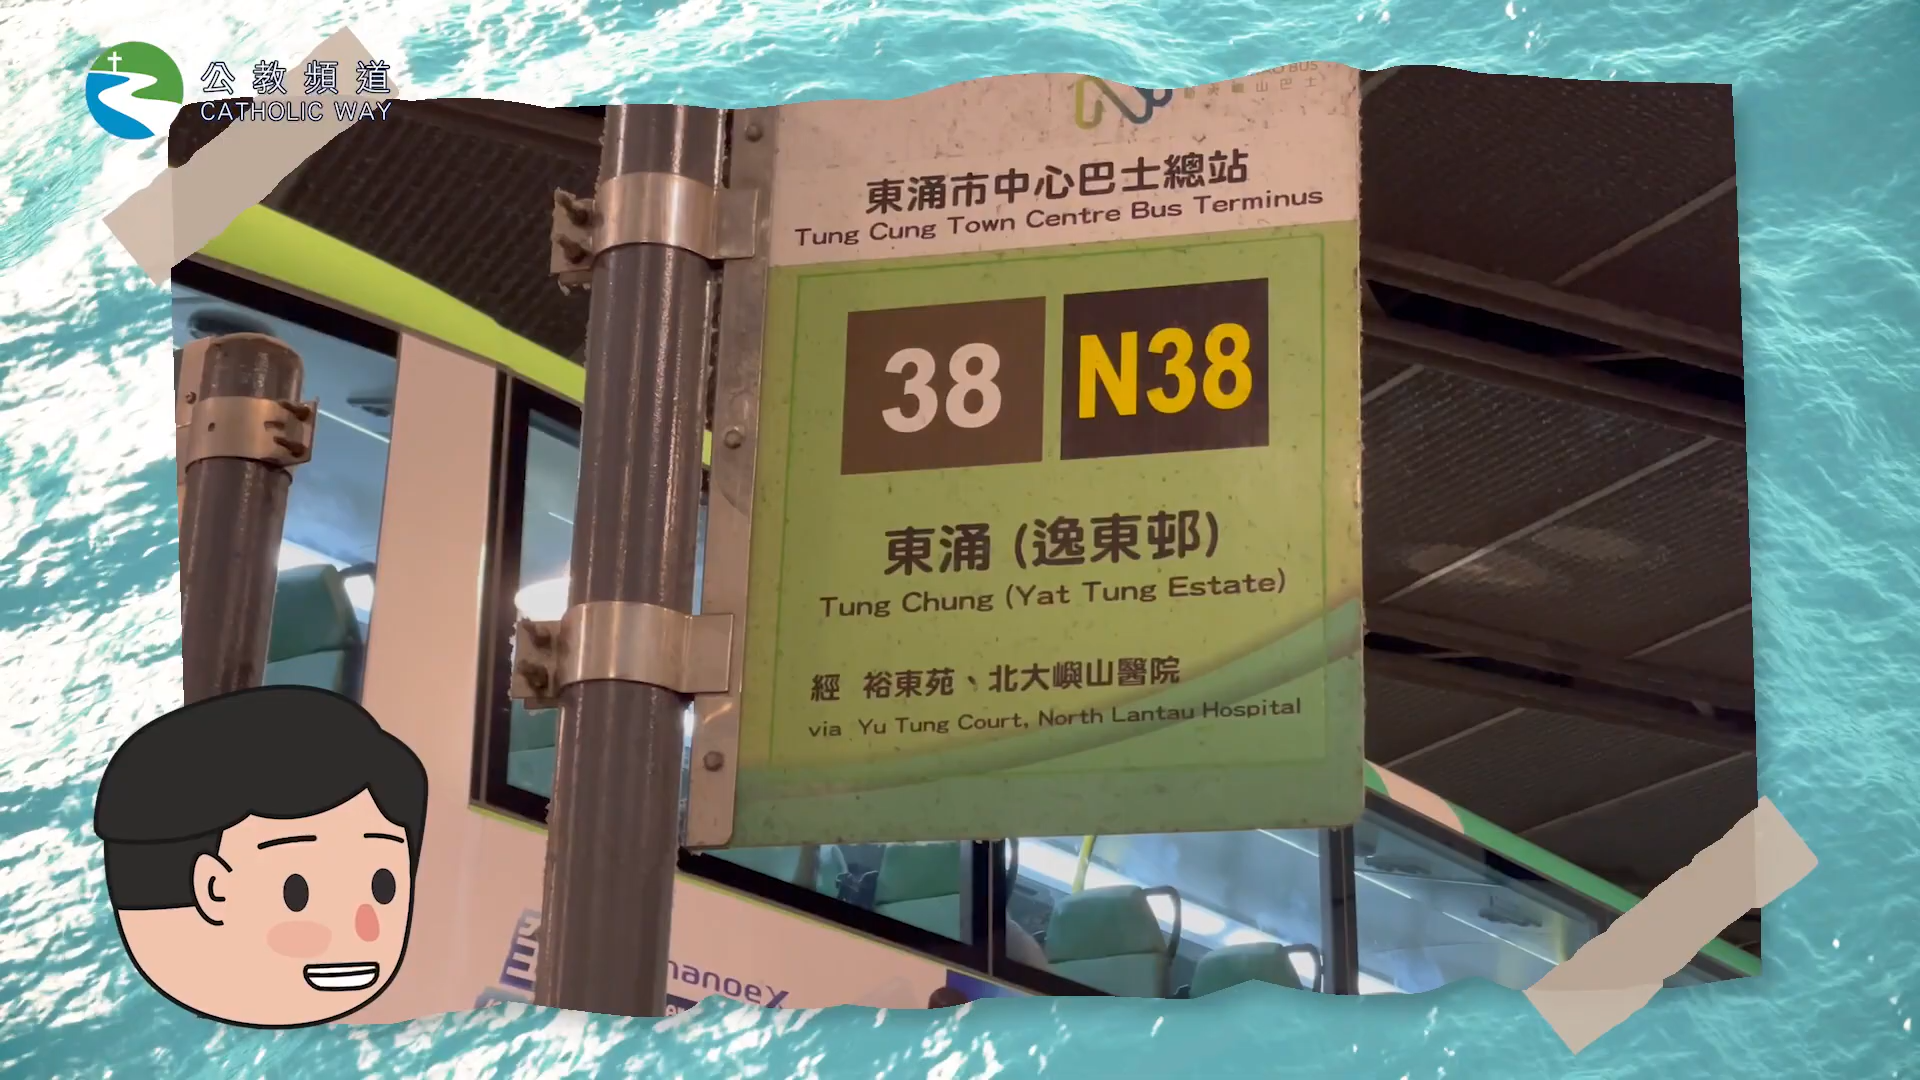 公教頻道
CATHOLIC WAY
東涌市中心巴士總站
Tung Cung Town Centre Bus Terminus
38
N38
東涌 (逸東邨)
Tung Chung (Yat Tung Estate)
經 裕東苑、北大嶼山醫院
via Yu Tung Court, North Lantau Hospital
nanoeX